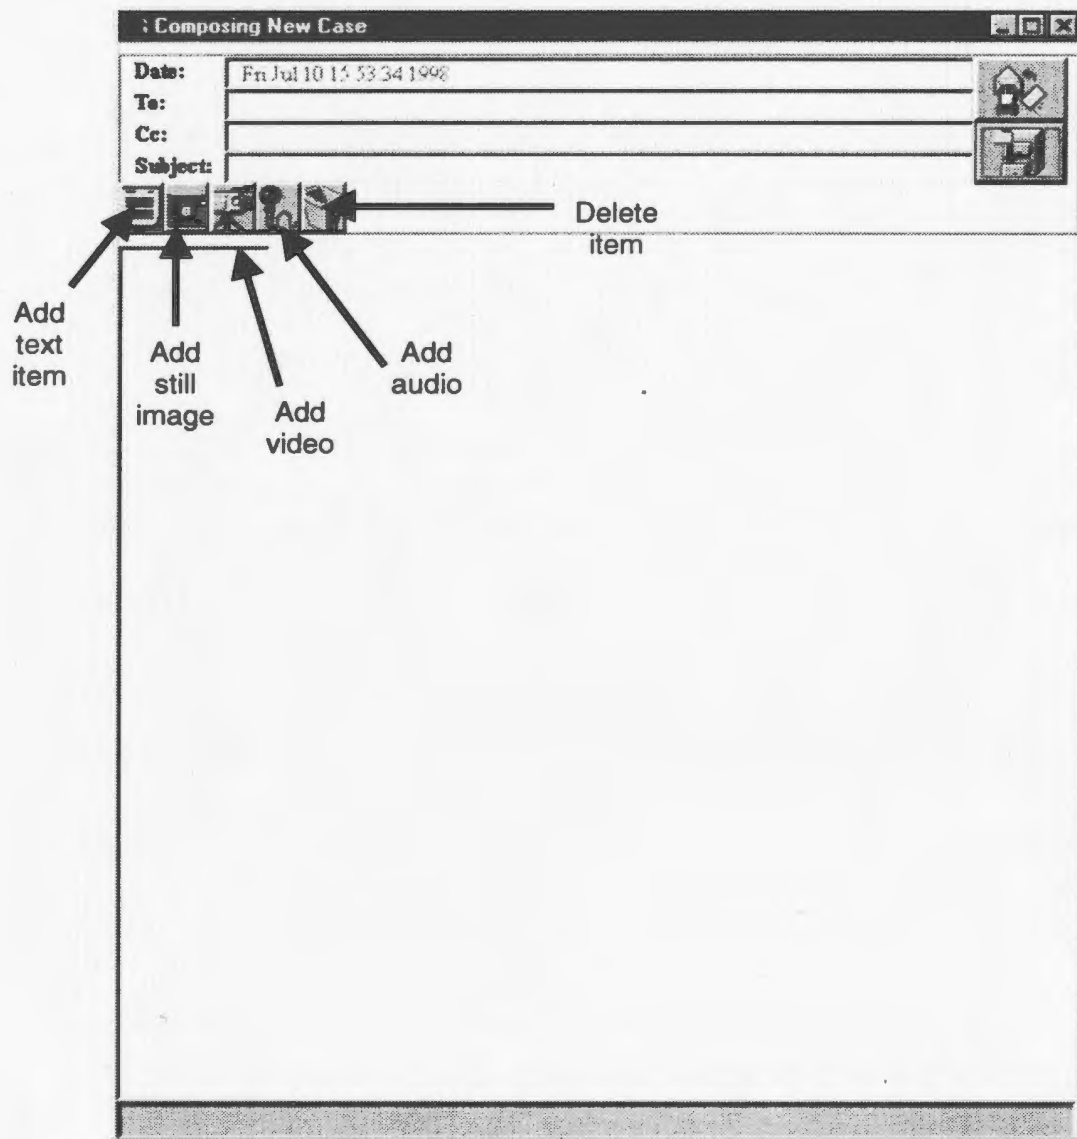 Composing New Case
Date: Fri Jul 10 15 53 34 1998
To:
Cc:
Subject:
Delete
item
Add
text
item
Add
still
image
Add
video
Add
audio